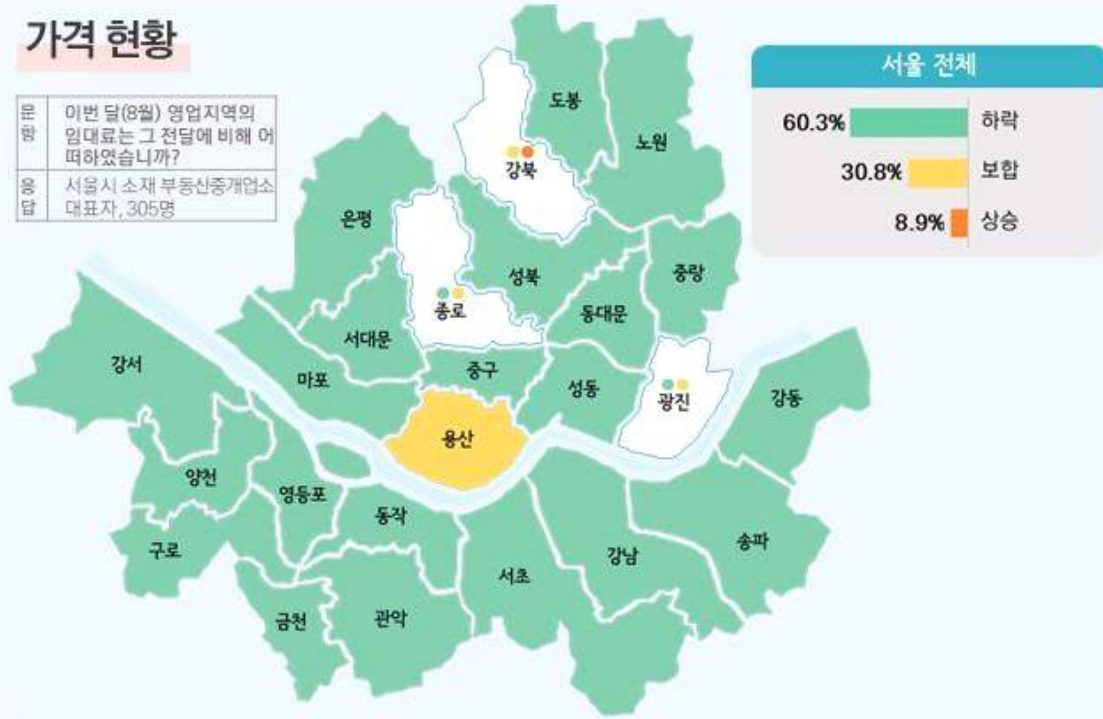 가격 현황
문항
이번 달(8월) 영업지역의
임대료는 그 전달에 비해 어
떠하였습니까?
응답
서울시 소재 부동산중개업소
대표자, 305명
서울 전체
60.3% 하락
30.8% 보합
8.9% 상승
도봉
노원
강북
은평
성북
중랑
종로
동대문
서대문
강서
마포
중구
성동
광진
강동
용산
양천
영등포
동작
구로
강남
송파
서초
금천
관악